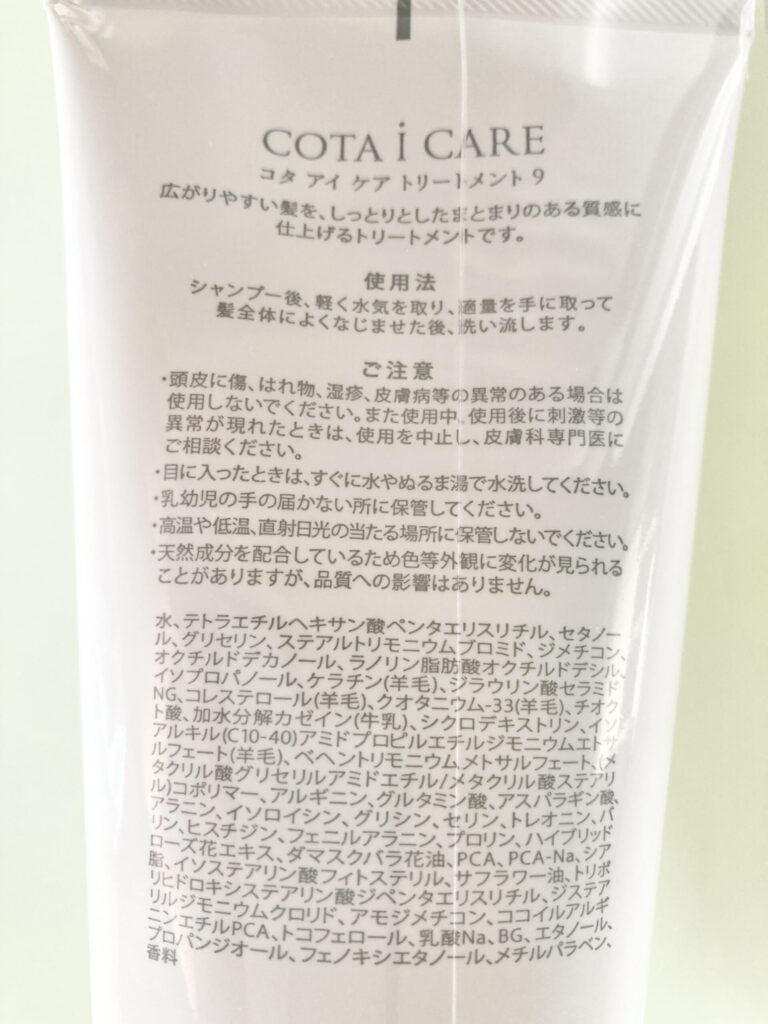 COTA i CARE
コタ アイ ケア トリートメント 9
広がりやすい髪を、しっとりとしたまとまりのある質感に
仕上げるトリートメントです。
使用法
シャンプー後、軽く水気を取り、適量を手に取って
髪全体によくなじませた後、洗い流します。
ご注意
・頭皮に傷、はれ物、湿疹、皮膚病等の異常のある場合は
使用しないでください。また使用中、使用後に刺激等の
異常が現れたときは、使用を中止し、皮膚科専門医に
ご相談ください。
・目に入ったときは、すぐに水やぬるま湯で水洗してください。
・乳幼児の手の届かない所に保管してください。
・高温や低温、直射日光の当たる場所に保管しないでください。
・天然成分を配合しているため色等外観に変化が見られる
ことがありますが、品質への影響はありません。
水、テトラエチルヘキサン酸ペンタエリスリチル、セタノー
ル、グリセリン、ステアルトリモニウムブロミド、ジメチコン、
オクチルドデカノール、ラノリン脂肪酸オクチルドデシル、
イソプロパノール、ケラチン(羊毛)、ジラウリン酸セラミド
NG、コレステロール(羊毛)、クオタニウム-33(羊毛)、チオク
ト酸、加水分解カゼイン(牛乳)、シクロデキストリン、イソ
アルキル(C10-40)アミドプロピルエチルジモニウムエトサ
ルフェート(羊毛)、ベヘントリモニウムメトサルフェート、(メ
タクリル酸グリセリルアミドエチル/メタクリル酸ステアリ
ル)コポリマー、アルギニン、グルタミン酸、アスパラギン酸、
アラニン、イソロイシン、グリシン、セリン、トレオニン、バ
リン、ヒスチジン、フェニルアラニン、プロリン、ハイブリッド
ローズ花エキス、ダマスクバラ花油、PCA、PCA-Na、シア
脂、イソステアリン酸フィトステリル、サフラワー油、トリポ
リヒドロキシステアリン酸ジペンタエリスリチル、ジステア
リルジモニウムクロリド、アモジメチコン、ココイルアルギ
ニンエチルPCA、トコフェロール、乳酸Na、BG、エタノール、
プロパンジオール、フェノキシエタノール、メチルパラベン、
香料